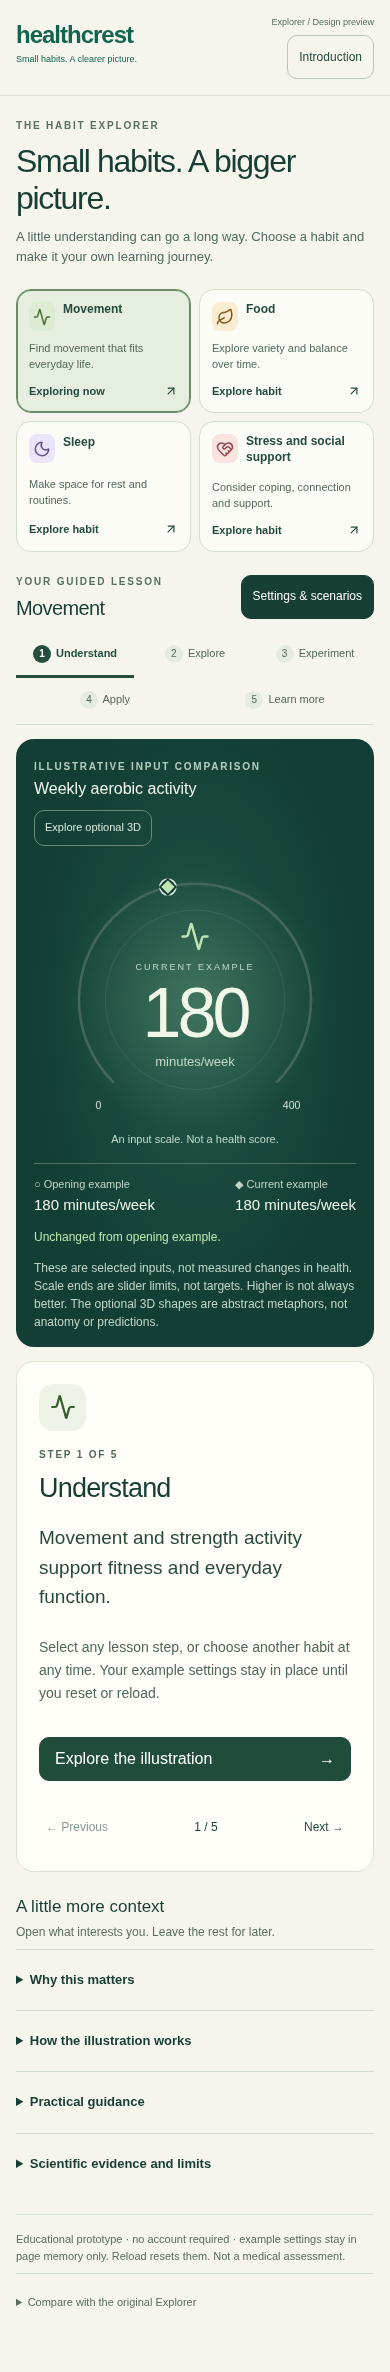 healthcrest
Small habits. A clearer picture.
Explorer / Design preview
Introduction
THE HABIT EXPLORER
Small habits. A bigger
picture.
A little understanding can go a long way. Choose a habit and
make it your own learning journey.
Movement
Find movement that fits
everyday life.
Exploring now
Food
Explore variety and balance
over time.
Explore habit
Sleep
Make space for rest and
routines.
Explore habit
Stress and social
support
Consider coping, connection
and support.
Explore habit
YOUR GUIDED LESSON
Movement
Settings & scenarios
1 Understand
2 Explore
3 Experiment
4 Apply
5 Learn more
ILLUSTRATIVE INPUT COMPARISON
Weekly aerobic activity
Explore optional 3D
CURRENT EXAMPLE
180
minutes/week
0
400
An input scale. Not a health score.
○ Opening example
180 minutes/week
◆ Current example
180 minutes/week
Unchanged from opening example.
These are selected inputs, not measured changes in health.
Scale ends are slider limits, not targets. Higher is not always
better. The optional 3D shapes are abstract metaphors, not
anatomy or predictions.
STEP 1 OF 5
Understand
Movement and strength activity
support fitness and everyday
function.
Select any lesson step, or choose another habit at
any time. Your example settings stay in place until
you reset or reload.
Explore the illustration →
← Previous
1 / 5
Next →
A little more context
Open what interests you. Leave the rest for later.
▶ Why this matters
▶ How the illustration works
▶ Practical guidance
▶ Scientific evidence and limits
Educational prototype · no account required · example settings stay in
page memory only. Reload resets them. Not a medical assessment.
▶ Compare with the original Explorer